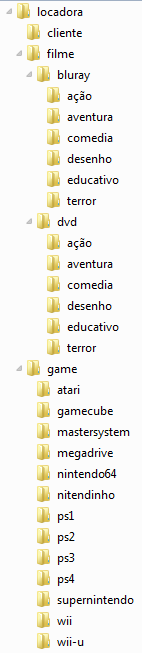 locadora
cliente
filme
bluray
ação
aventura
comedia
desenho
educativo
terror
dvd
ação
aventura
comedia
desenho
educativo
terror
game
atari
gamecube
mastersystem
megadrive
nintendo64
nitendinho
ps1
ps2
ps3
ps4
supernintendo
wii
wii-u